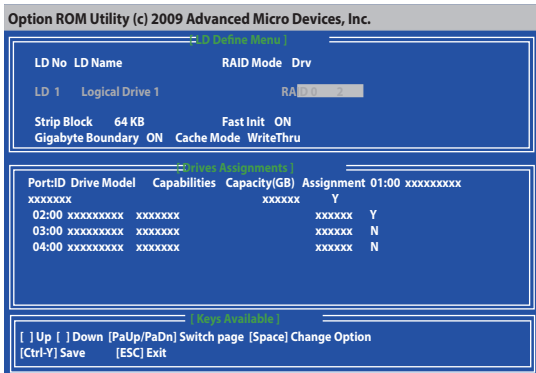 Option ROM Utility (c) 2009 Advanced Micro Devices, Inc.
[LD Define Menu ]
LD No LD Name RAID Mode Drv
LD 1 Logical Drive 1 RAID 0 2
Strip Block 64 KB Fast Init ON
Gigabyte Boundary ON Cache Mode WriteThru
[Drives Assignments ]
Port:ID Drive Model Capabilities Capacity(GB) Assignment 01:00 xxxxxxxxx
xxxxxxx xxxxxx Y
02:00 xxxxxxxxx xxxxxxx xxxxxx Y
03:00 xxxxxxxxx xxxxxxx xxxxxx N
04:00 xxxxxxxxx xxxxxxx xxxxxx N
[ Keys Available ]
[ ] Up [ ] Down [PaUp/PaDn] Switch page [Space] Change Option
[Ctrl-Y] Save [ESC] Exit